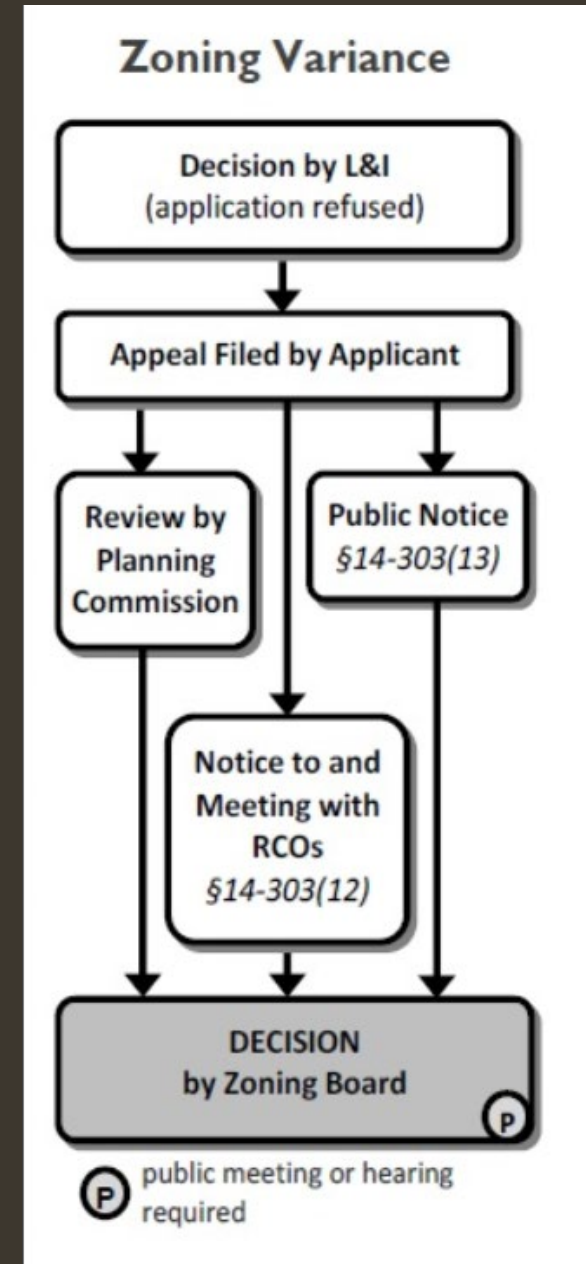 Zoning Variance
Decision by L&I
(application refused)
Appeal Filed by Applicant
Review by
Planning
Commission
Public Notice
§14-303(13)
Notice to and
Meeting with
RCOs
§14-303(12)
DECISION
by Zoning Board
P
P
public meeting or hearing
required